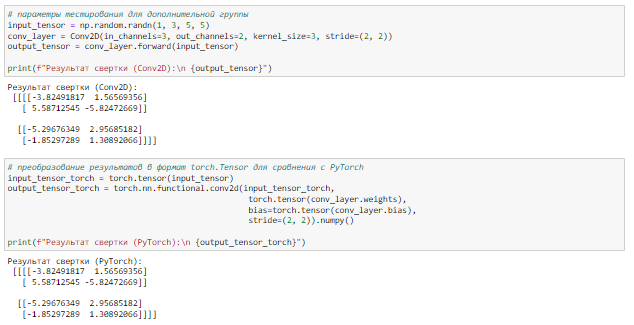 # параметры тестирования для дополнительной группы
input_tensor = np.random.randn(1, 3, 5, 5)
conv_layer = Conv2D(in_channels=3, out_channels=2, kernel_size=3, stride=(2, 2))
output_tensor = conv_layer.forward(input_tensor)
print(f"Результат свертки (Conv2D):\n {output_tensor}")
Результат свертки (Conv2D):
[[[[-3.82491817 1.56569356]
[ 5.58712545 -5.82472669]]
[[-5.29676349 2.95685182]
[-1.85297289 1.30892066]]]]
# преобразование результатов в формат torch.Tensor для сравнения с PyTorch
input_tensor_torch = torch.tensor(input_tensor)
output_tensor_torch = torch.nn.functional.conv2d(input_tensor_torch,
torch.tensor(conv_layer.weights),
bias=torch.tensor(conv_layer.bias),
stride=(2, 2)).numpy()
print(f"Результат свертки (PyTorch):\n {output_tensor_torch}")
Результат свертки (PyTorch):
[[[[-3.82491817 1.56569356]
[ 5.58712545 -5.82472669]]
[[-5.29676349 2.95685182]
[-1.85297289 1.30892066]]]]